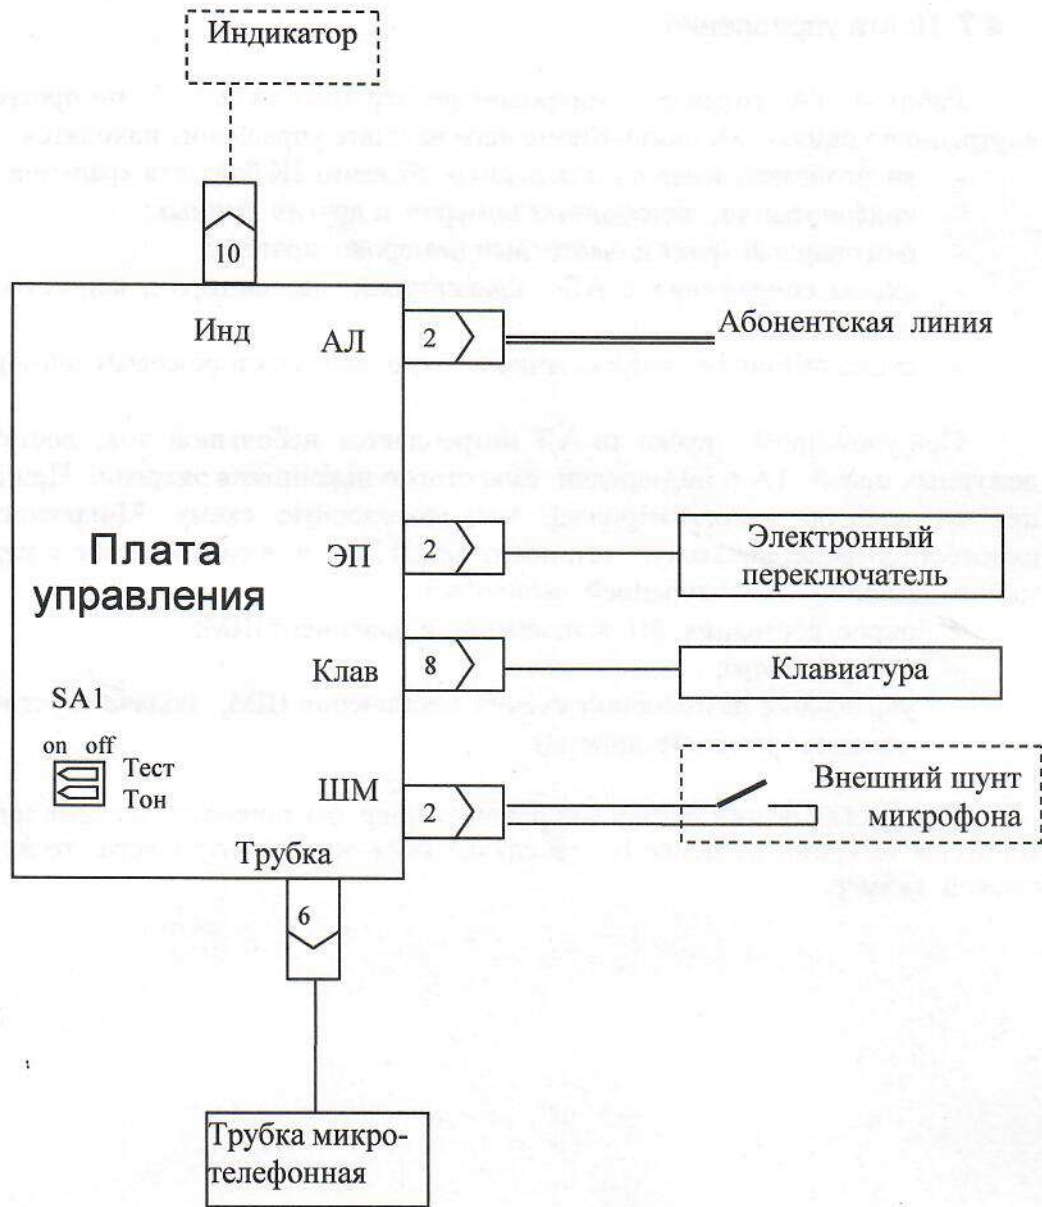 Индикатор
10
Инд
АЛ
2
Абонентская линия
Плата
управления
ЭП
2
Электронный
переключатель
Клав
8
Клавиатура
SA1
on off
Тест
Тон
ШМ
2
Внешний шунт
микрофона
Трубка
6
Трубка микро-
телефонная